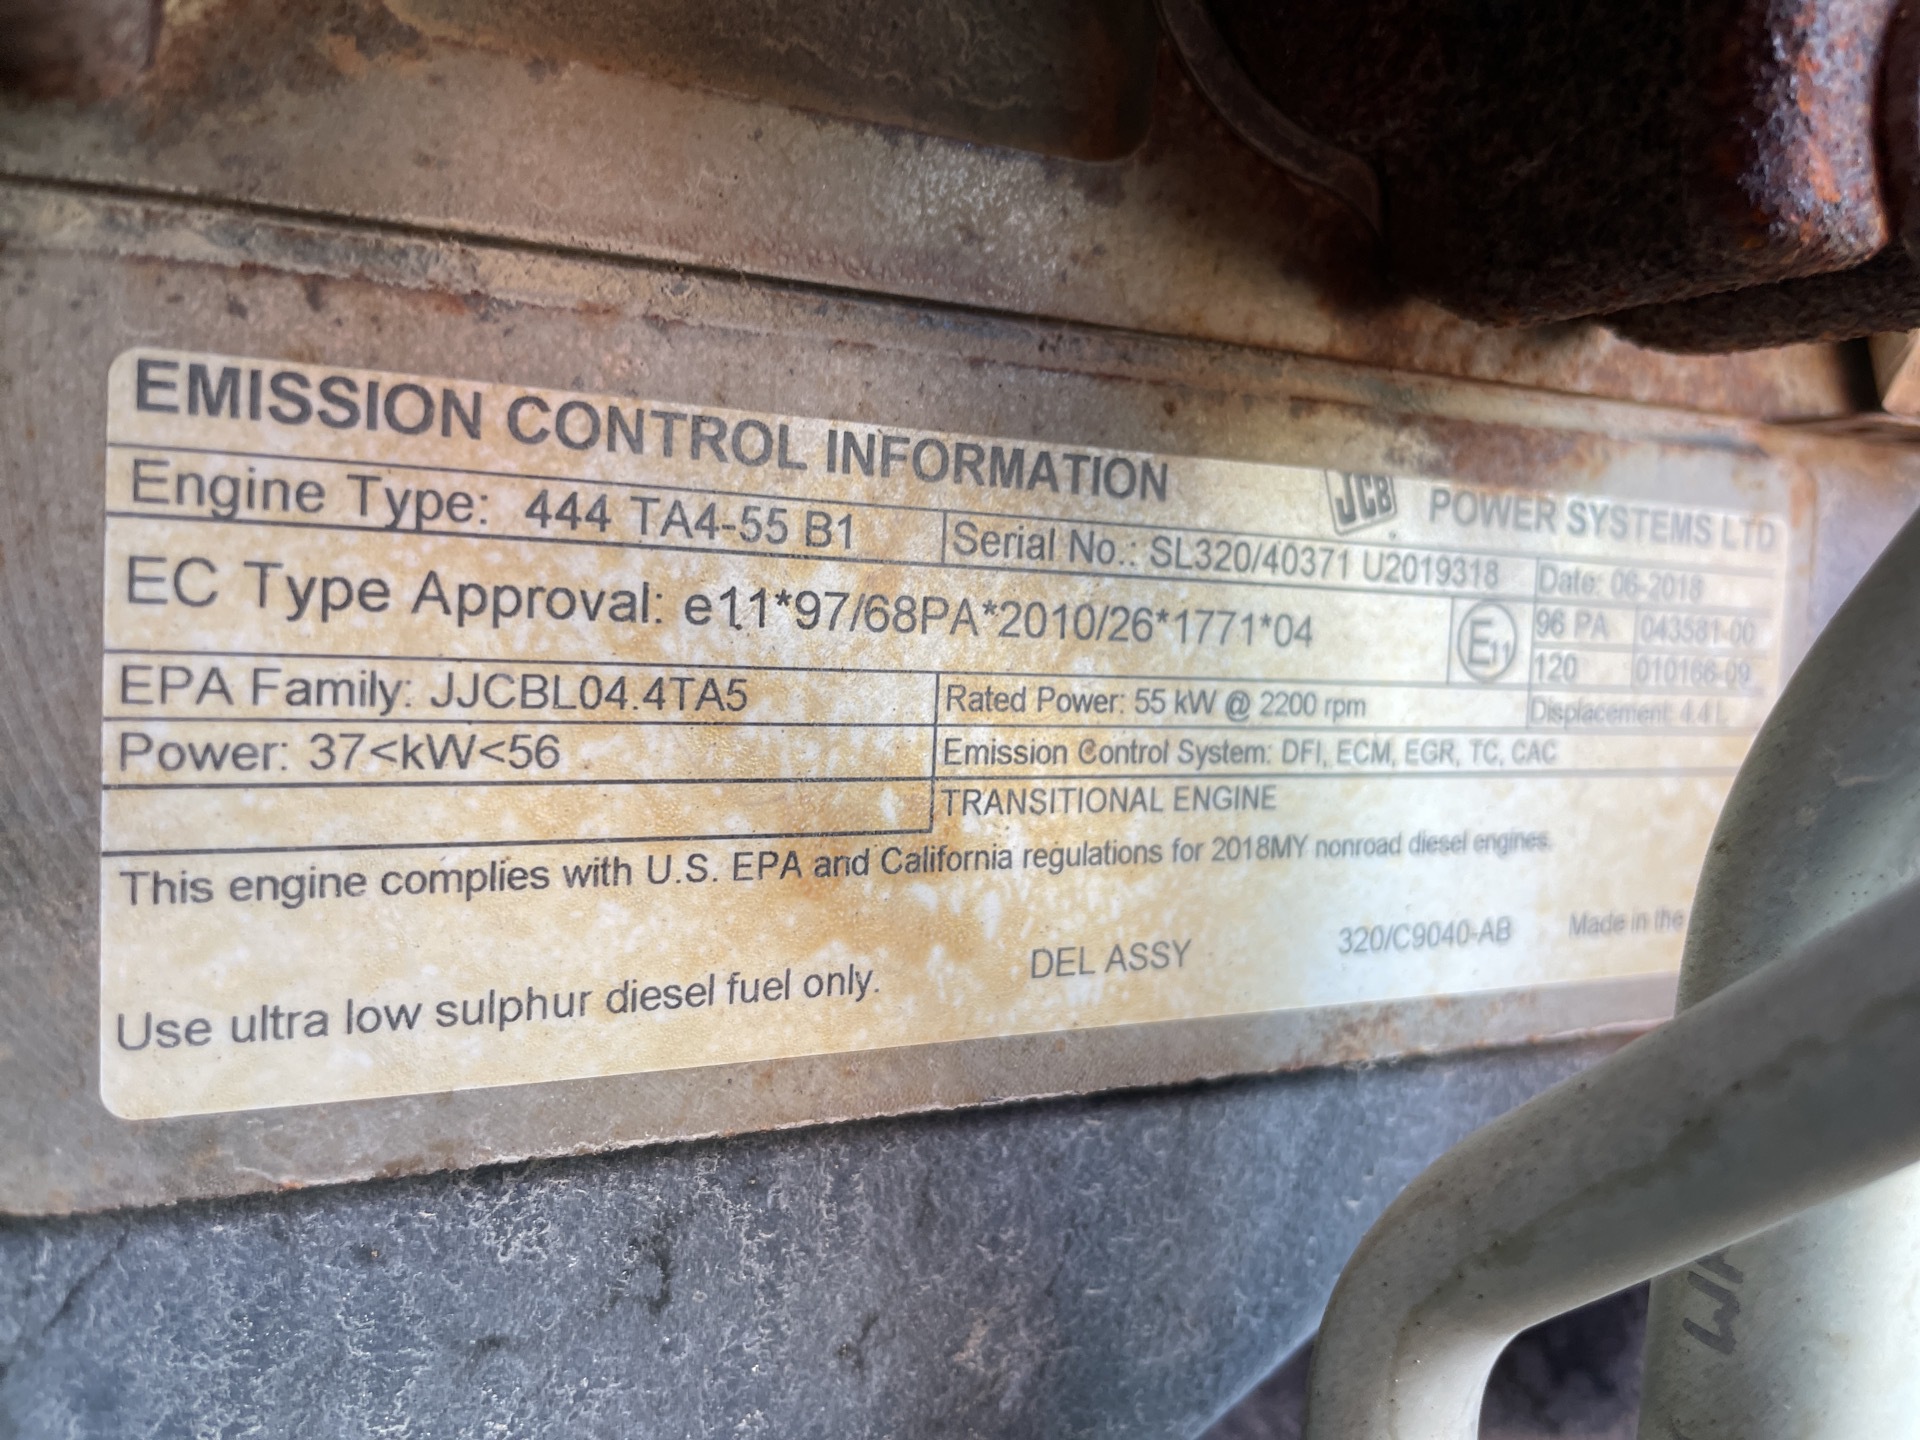 EMISSION CONTROL INFORMATION
JCB POWER SYSTEMS LTD
Engine Type: 444 TA4-55 B1
Serial No.: SL320/40371 U2019318
Date: 06-2018
EC Type Approval: e11*97/68PA*2010/26*1771*04
E11
96 PA 043581-00
120 010166-09
EPA Family: JJCBL04.4TA5
Rated Power: 55 kW @ 2200 rpm
Displacement: 4.4 L
Power: 37<kW<56
Emission Control System: DFI, ECM, EGR, TC, CAC
TRANSITIONAL ENGINE
This engine complies with U.S. EPA and California regulations for 2018MY nonroad diesel engines.
Use ultra low sulphur diesel fuel only.
DEL ASSY
320/C9040-AB
Made in the